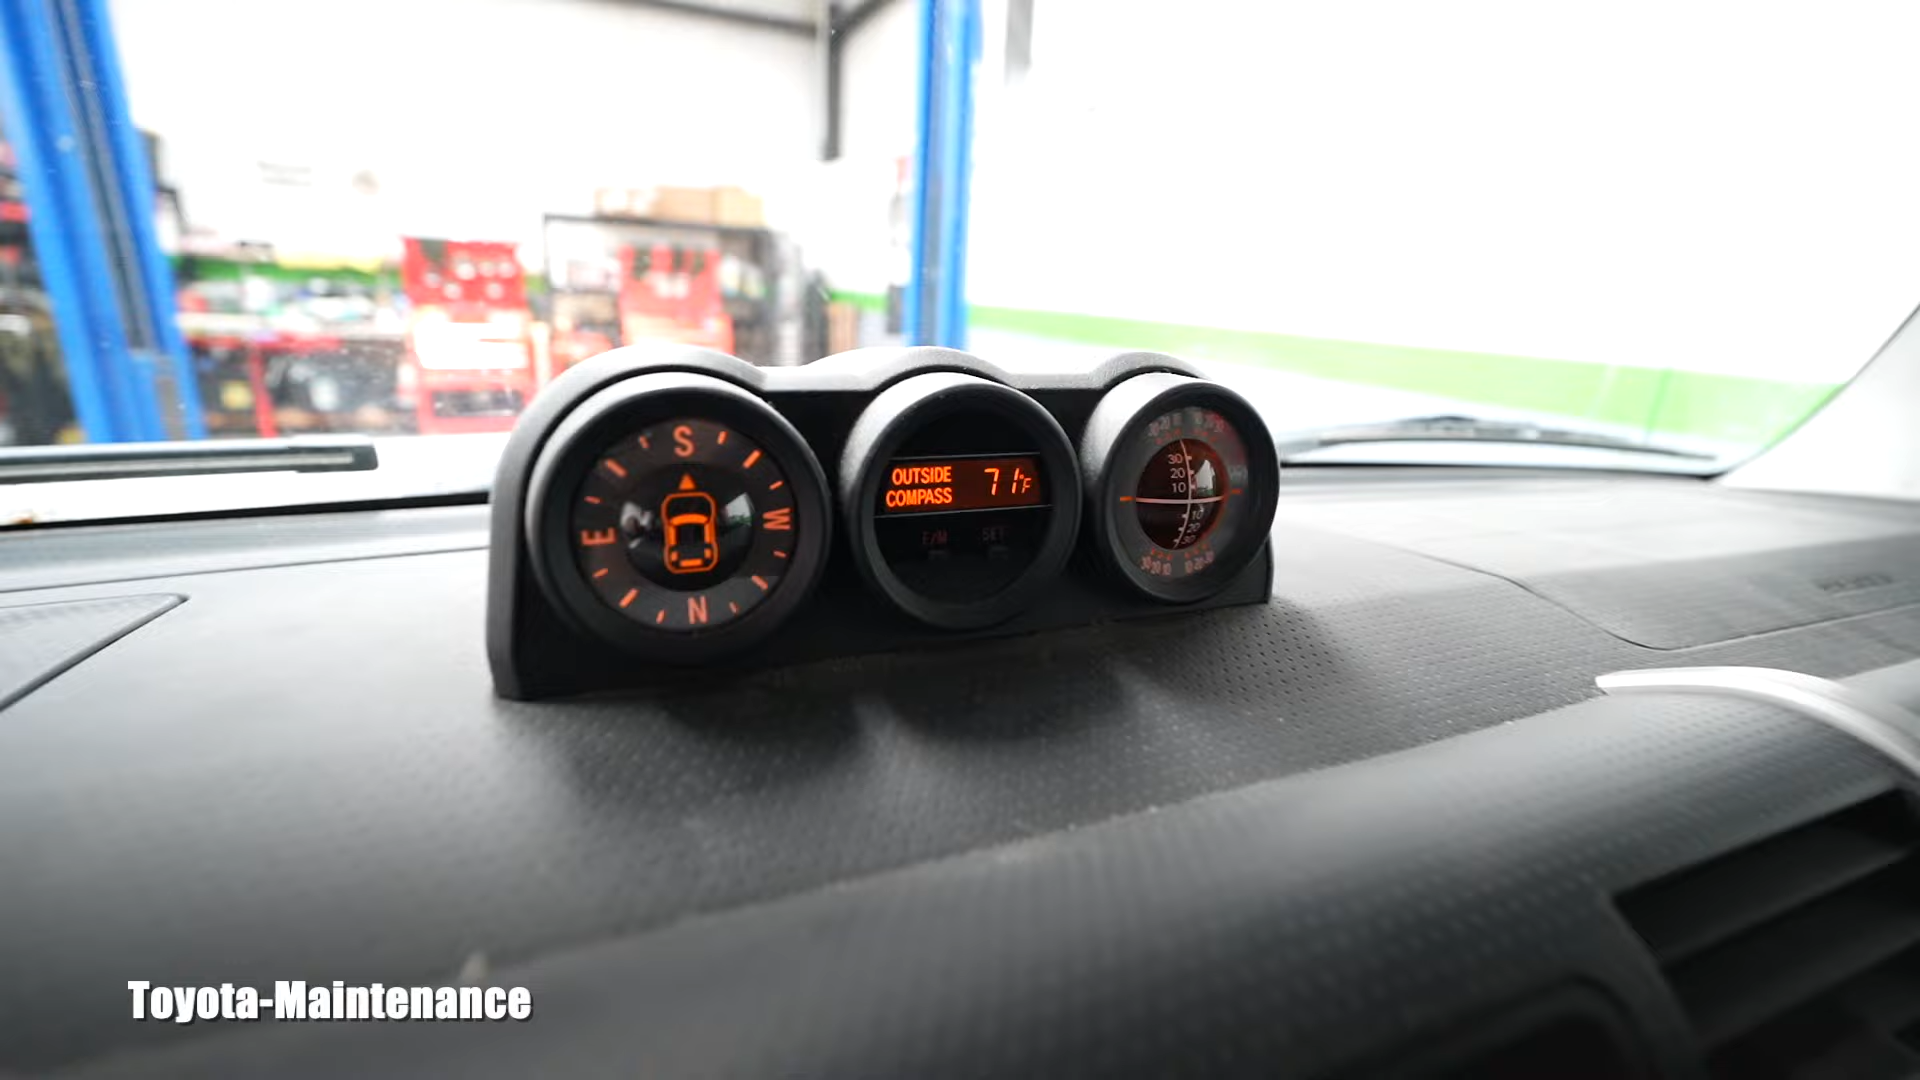 S
E
W
N
OUTSIDE 71°F
COMPASS
E/M SET
30
20
10
10
20
30
Toyota-Maintenance